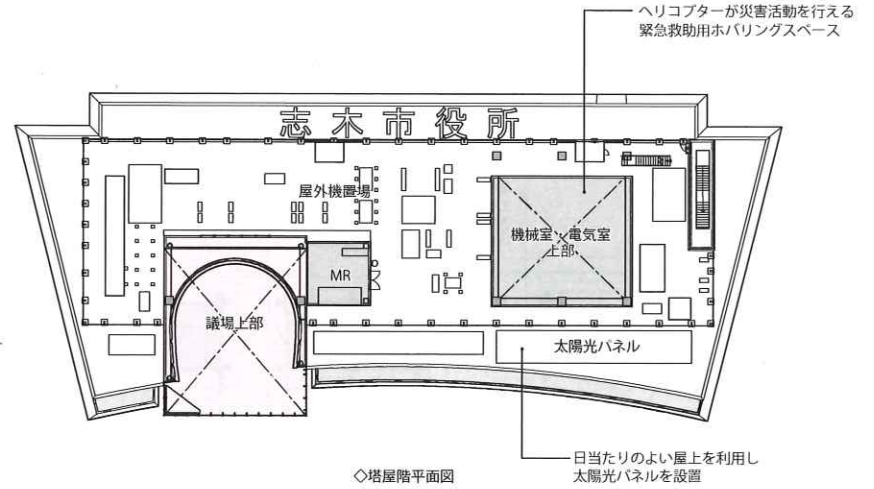 ヘリコプターが災害活動を行える
緊急救助用ホバリングスペース
志木市役所
屋外機置場
機械室・電気室
上部
MR
議場上部
太陽光パネル
日当たりのよい屋上を利用し
太陽光パネルを設置
◇塔屋階平面図